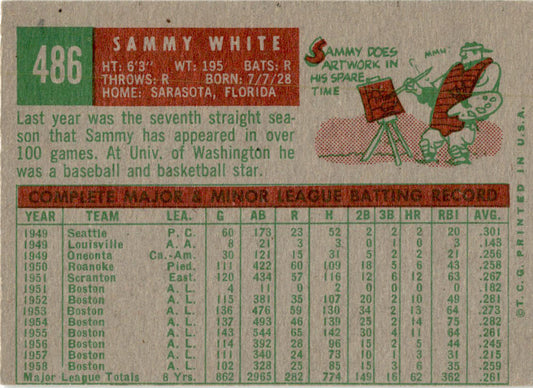 486
SAMMY WHITE
HT: 6'3" WT: 195 BATS: R
THROWS: R BORN: 7/7/28
HOME: SARASOTA, FLORIDA
Last year was the seventh straight sea-
son that Sammy has appeared in over
100 games. At Univ. of Washington he
was a baseball and basketball star.
SAMMY DOES
ARTWORK IN
HIS SPARE
TIME
MMH-
COMPLETE MAJOR & MINOR LEAGUE BATTING RECORD
YEAR TEAM LEA. G AB R H 2B 3B HR RBI AVG.
1949 Seattle P. C. 60 173 23 52 2 2 2 20 .301
1949 Louisville A. A. 8 21 3 3 0 1 0 3 .143
1949 Oneonta Cn.-Am. 30 121 15 31 5 2 2 21 .256
1950 Roanoke Pied. 111 422 60 109 18 5 6 43 .258
1951 Scranton East. 120 434 57 116 12 6 12 63 .267
1951 Boston A. L. 4 11 0 2 0 0 0 0 .182
1952 Boston A. L. 115 381 35 107 20 2 10 49 .281
1953 Boston A. L. 136 476 59 130 34 2 13 64 .273
1954 Boston A. L. 137 493 46 139 25 2 14 75 .282
1955 Boston A. L. 143 544 65 142 30 4 11 64 .261
1956 Boston A. L. 114 392 28 96 15 2 5 44 .245
1957 Boston A. L. 111 340 24 73 10 1 3 31 .215
1958 Boston A. L. 102 328 25 85 15 3 6 35 .259
Major League Totals 8 Yrs. 862 2965 282 774 149 16 62 362 .261
© T.C.G. PRINTED IN U.S.A.